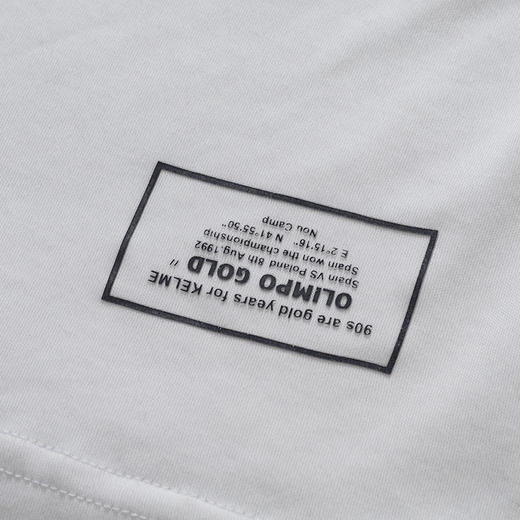 90s are gold years for KELME
OLIMPO GOLD "
Spain VS Poland 8th Aug.1992
Spain won the championship
E 2°15'16" N 41°55'50"
Nou Camp